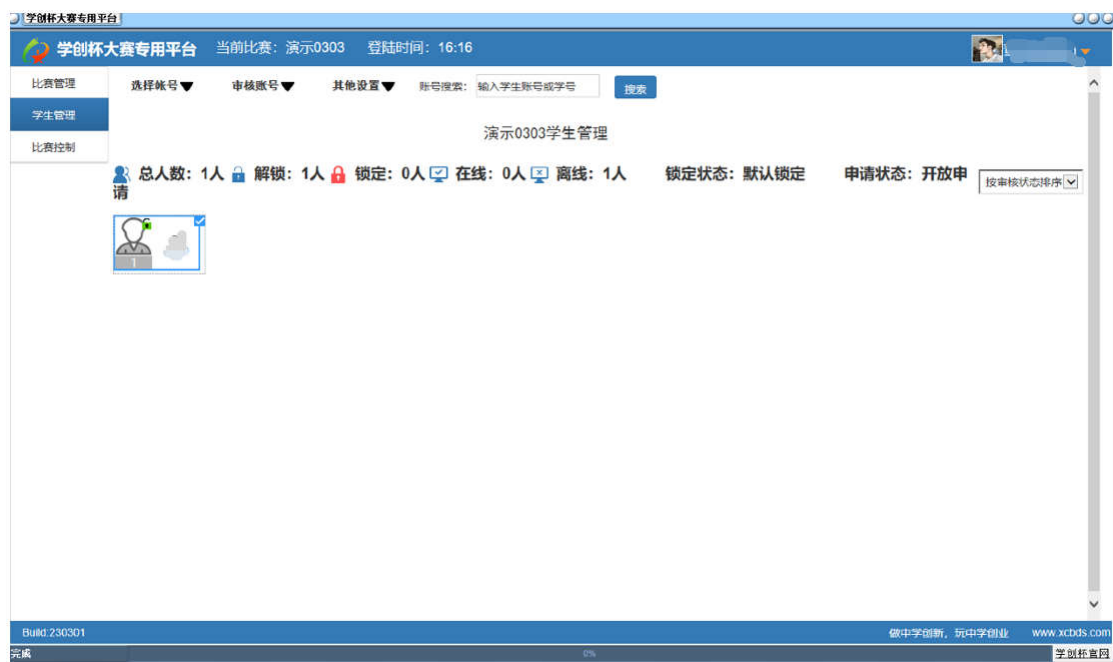 学创杯大赛专用平台
学创杯大赛专用平台 当前比赛：演示0303 登陆时间：16:16
比赛管理
学生管理
比赛控制
选择帐号▼ 审核账号▼ 其他设置▼ 账号搜索： 输入学生账号或学号 搜索
演示0303学生管理
总人数：1人 解锁：1人 锁定：0人 在线：0人 离线：1人 锁定状态：默认锁定 申请状态：开放申
请
按审核状态排序
1
Build:230301 做中学创新，玩中学创业 www.xcbds.com
完成 0% 学创杯官网